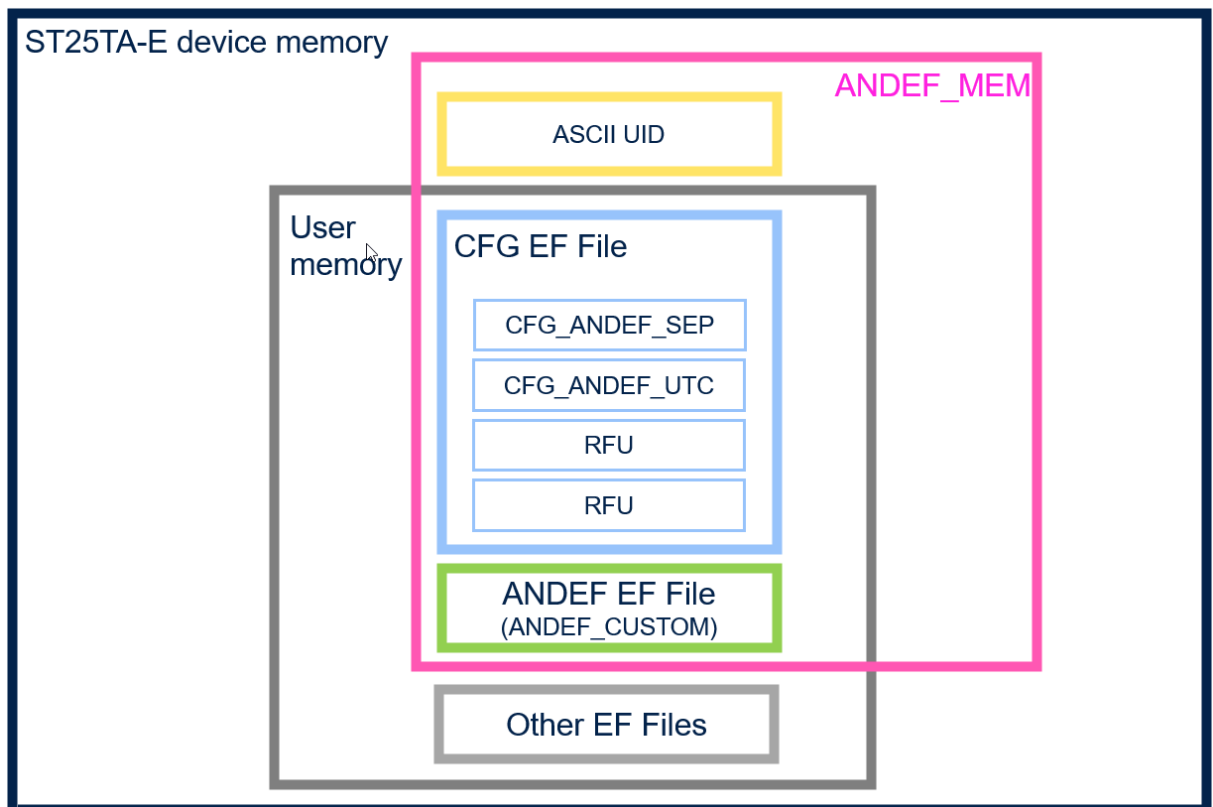 ST25TA-E device memory
ANDEF_MEM
ASCII UID
User
memory
CFG EF File
CFG_ANDEF_SEP
CFG_ANDEF_UTC
RFU
RFU
ANDEF EF File
(ANDEF_CUSTOM)
Other EF Files